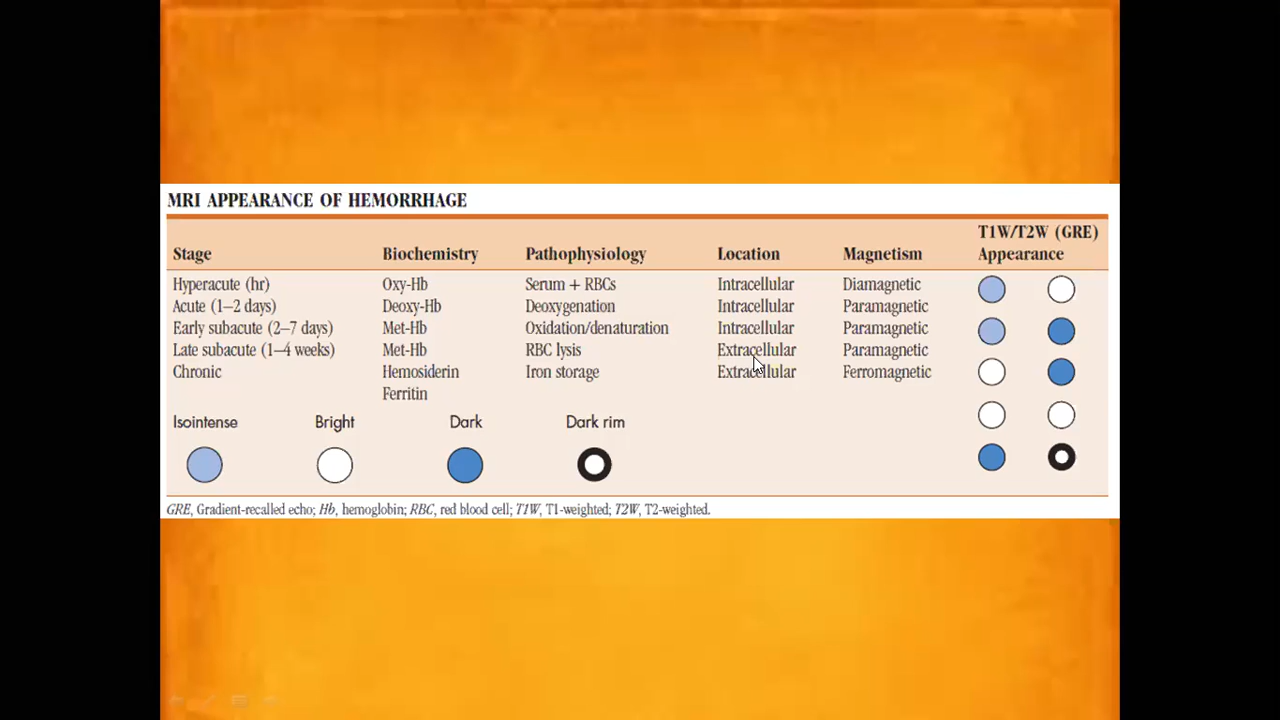 MRI APPEARANCE OF HEMORRHAGE
T1W/T2W (GRE)
Stage Biochemistry Pathophysiology Location Magnetism Appearance
Hyperacute (hr) Oxy-Hb Serum + RBCs Intracellular Diamagnetic
Acute (1–2 days) Deoxy-Hb Deoxygenation Intracellular Paramagnetic
Early subacute (2–7 days) Met-Hb Oxidation/denaturation Intracellular Paramagnetic
Late subacute (1–4 weeks) Met-Hb RBC lysis Extracellular Paramagnetic
Chronic Hemosiderin Iron storage Extracellular Ferromagnetic
Ferritin
Isointense Bright Dark Dark rim
GRE, Gradient-recalled echo; Hb, hemoglobin; RBC, red blood cell; T1W, T1-weighted; T2W, T2-weighted.